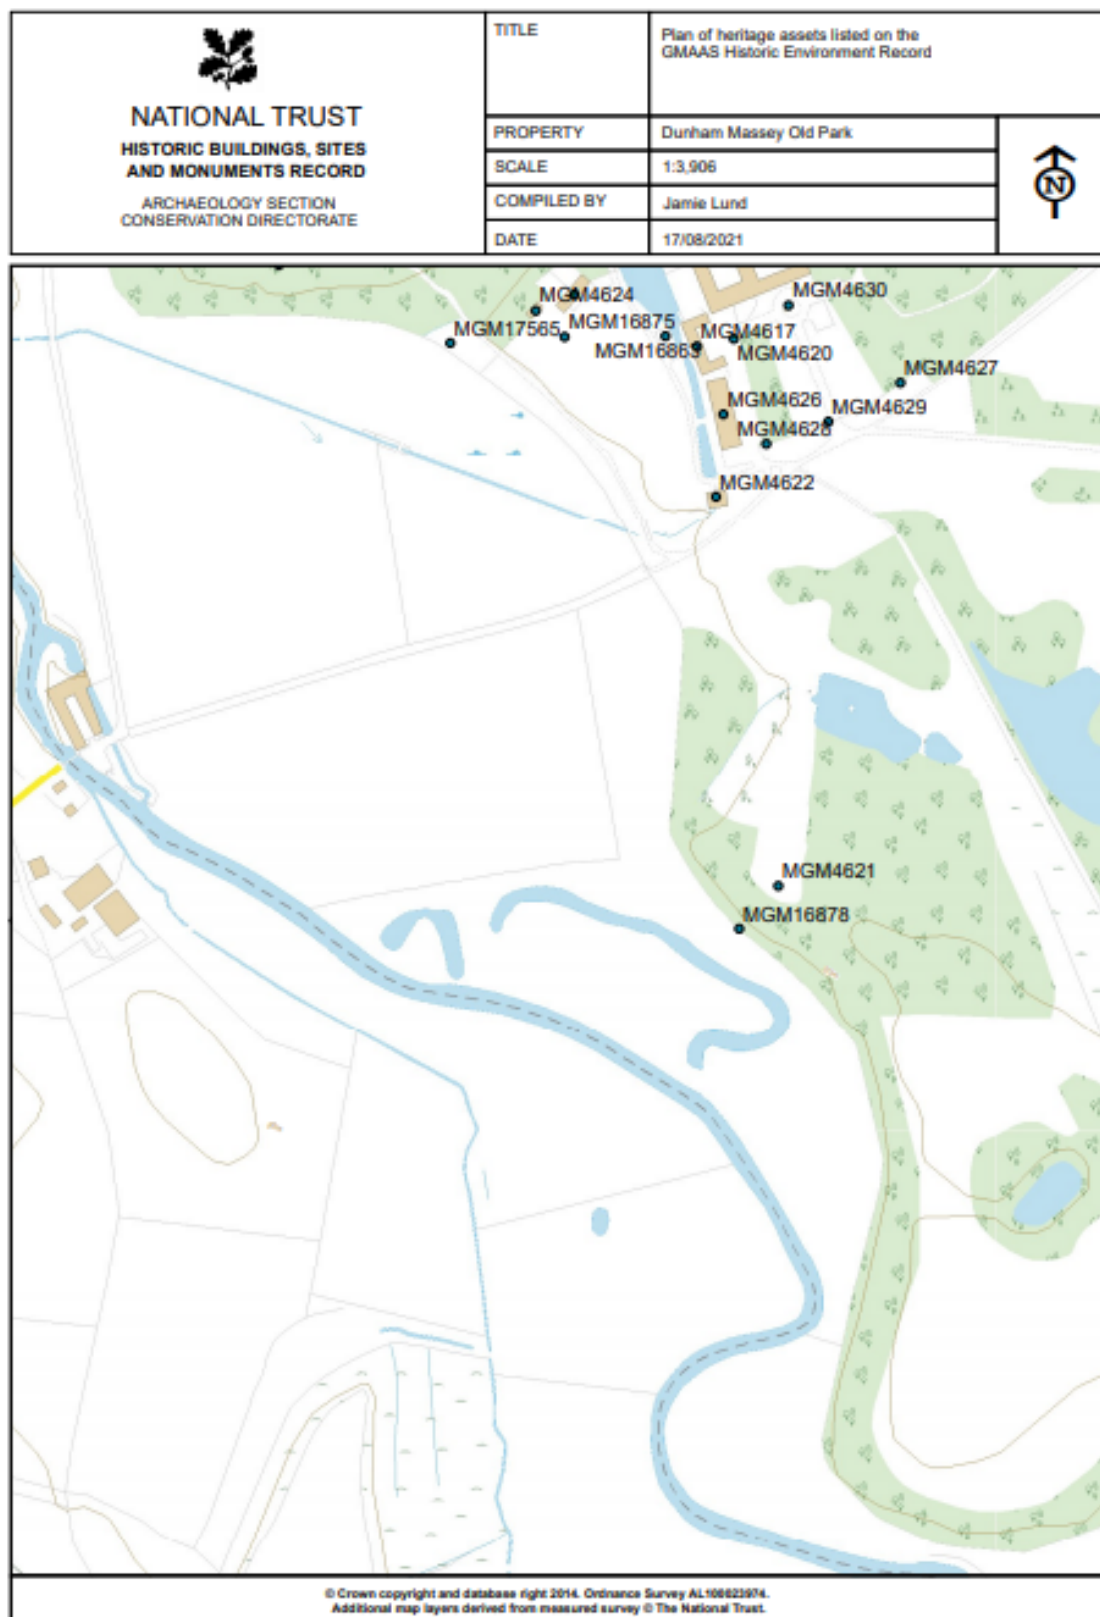 NATIONAL TRUST
HISTORIC BUILDINGS, SITES
AND MONUMENTS RECORD
ARCHAEOLOGY SECTION
CONSERVATION DIRECTORATE
TITLE
Plan of heritage assets listed on the
GMAAS Historic Environment Record
PROPERTY
Dunham Massey Old Park
SCALE
1:3,906
COMPILED BY
Jamie Lund
DATE
17/08/2021
N
MGM4624
MGM4630
MGM17565
MGM16875
MGM16863
MGM4617
MGM4620
MGM4627
MGM4626
MGM4629
MGM4628
MGM4622
MGM4621
MGM16878
© Crown copyright and database right 2014. Ordnance Survey AL100023974.
Additional map layers derived from measured survey © The National Trust.